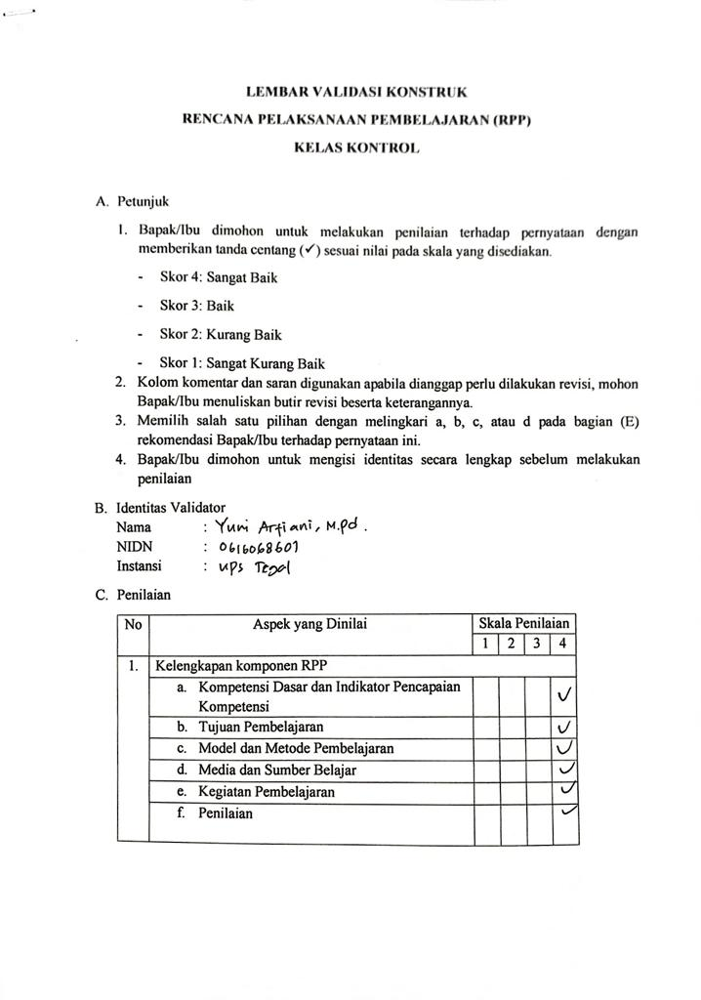 LEMBAR VALIDASI KONSTRUK
RENCANA PELAKSANAAN PEMBELAJARAN (RPP)
KELAS KONTROL
A. Petunjuk
1. Bapak/Ibu dimohon untuk melakukan penilaian terhadap pernyataan dengan
memberikan tanda centang (✓) sesuai nilai pada skala yang disediakan.
- Skor 4: Sangat Baik
- Skor 3: Baik
- Skor 2: Kurang Baik
- Skor 1: Sangat Kurang Baik
2. Kolom komentar dan saran digunakan apabila dianggap perlu dilakukan revisi, mohon
Bapak/Ibu menuliskan butir revisi beserta keterangannya.
3. Memilih salah satu pilihan dengan melingkari a, b, c, atau d pada bagian (E)
rekomendasi Bapak/Ibu terhadap pernyataan ini.
4. Bapak/Ibu dimohon untuk mengisi identitas secara lengkap sebelum melakukan
penilaian
B. Identitas Validator
Nama : Yuni Arfiani, M.Pd.
NIDN : 0616068601
Instansi : UPS Tegal
C. Penilaian
No Aspek yang Dinilai Skala Penilaian
1 2 3 4
1. Kelengkapan komponen RPP
a. Kompetensi Dasar dan Indikator Pencapaian
Kompetensi ✓
b. Tujuan Pembelajaran ✓
c. Model dan Metode Pembelajaran ✓
d. Media dan Sumber Belajar ✓
e. Kegiatan Pembelajaran ✓
f. Penilaian ✓